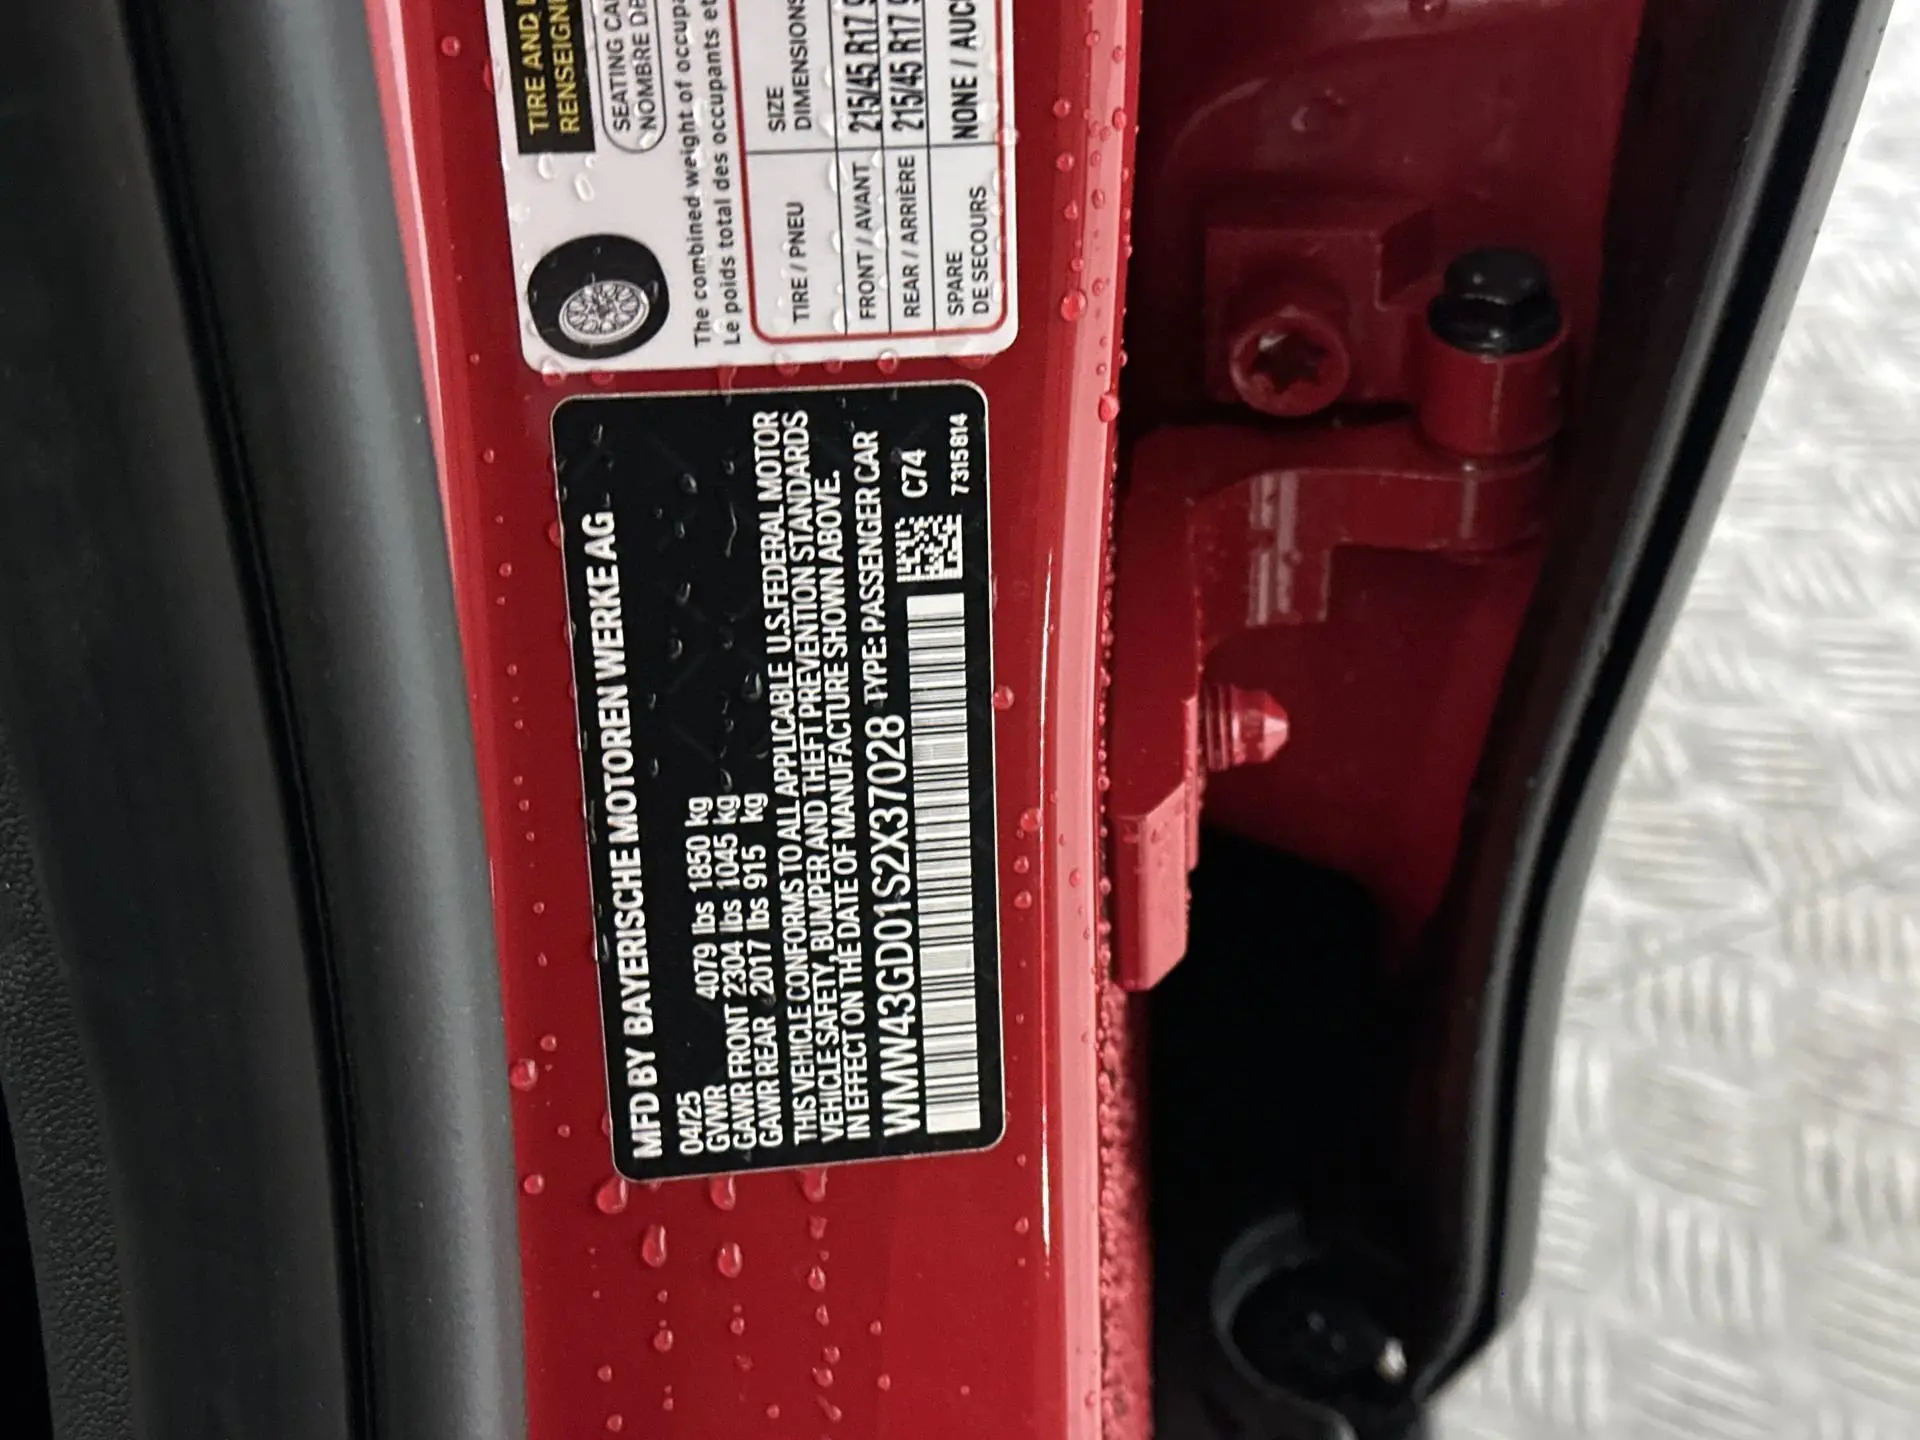 TIRE AND
RENSEIGN
SEATING
NOMBRE DE
The combined weight of
Le poids total des occupants et
TIRE / PNEU SIZE
DIMENSIONS
FRONT / AVANT 215/45 R17
REAR / ARRIÈRE 215/45 R17
SPARE
DE SECOURS NONE /
MFD BY BAYERISCHE MOTOREN WERKE AG
04/25
GVWR 4079 lbs 1850 kg
GAWR FRONT 2304 lbs 1045 kg
GAWR REAR 2017 lbs 915 kg
THIS VEHICLE CONFORMS TO ALL APPLICABLE U.S.FEDERAL MOTOR
VEHICLE SAFETY, BUMPER AND THEFT PREVENTION STANDARDS
IN EFFECT ON THE DATE OF MANUFACTURE SHOWN ABOVE.
WMW43GD01S2X37028 TYPE: PASSENGER CAR
C74
7315814